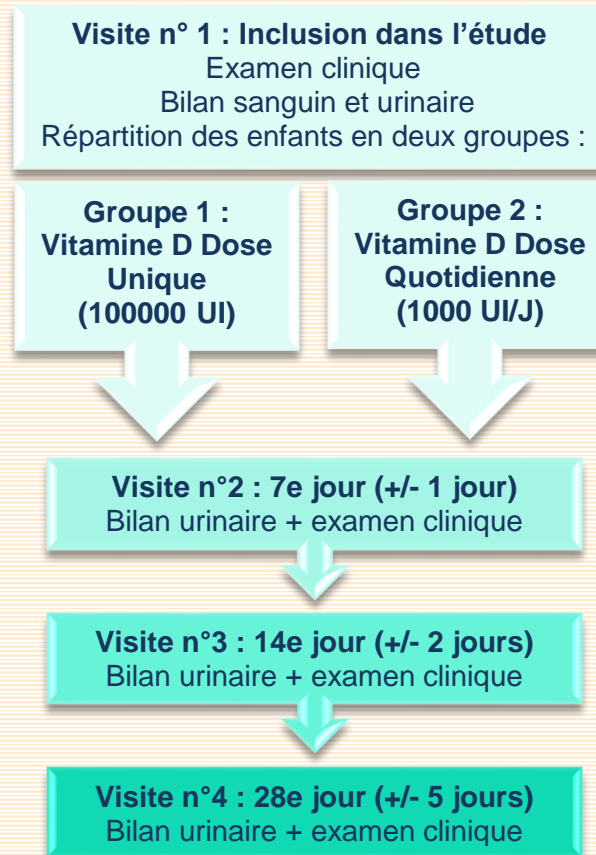 Visite n° 1 : Inclusion dans l’étude
Examen clinique
Bilan sanguin et urinaire
Répartition des enfants en deux groupes :
Groupe 1 :
Vitamine D Dose
Unique
(100000 UI)
Groupe 2 :
Vitamine D Dose
Quotidienne
(1000 UI/J)
Visite n°2 : 7e jour (+/- 1 jour)
Bilan urinaire + examen clinique
Visite n°3 : 14e jour (+/- 2 jours)
Bilan urinaire + examen clinique
Visite n°4 : 28e jour (+/- 5 jours)
Bilan urinaire + examen clinique